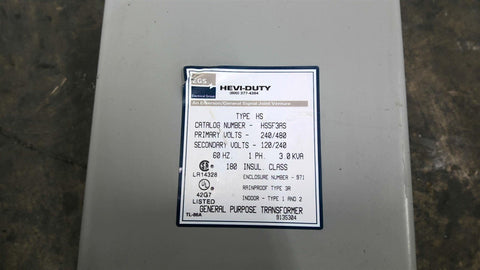 EGS
Electrical Group
HEVI-DUTY
(800) 377-4384
An Emerson/General Signal Joint Venture
TYPE HS
CATALOG NUMBER - HS5F3AS
PRIMARY VOLTS - 240/480
SECONDARY VOLTS - 120/240
60 HZ. 1 PH. 3.0 KVA
180 INSUL. CLASS
LR14328
ENCLOSURE NUMBER - 971
RAINPROOF TYPE 3R
UL
42G7
LISTED
INDOOR - TYPE 1 AND 2
GENERAL PURPOSE TRANSFORMER
TL-86A
9135304